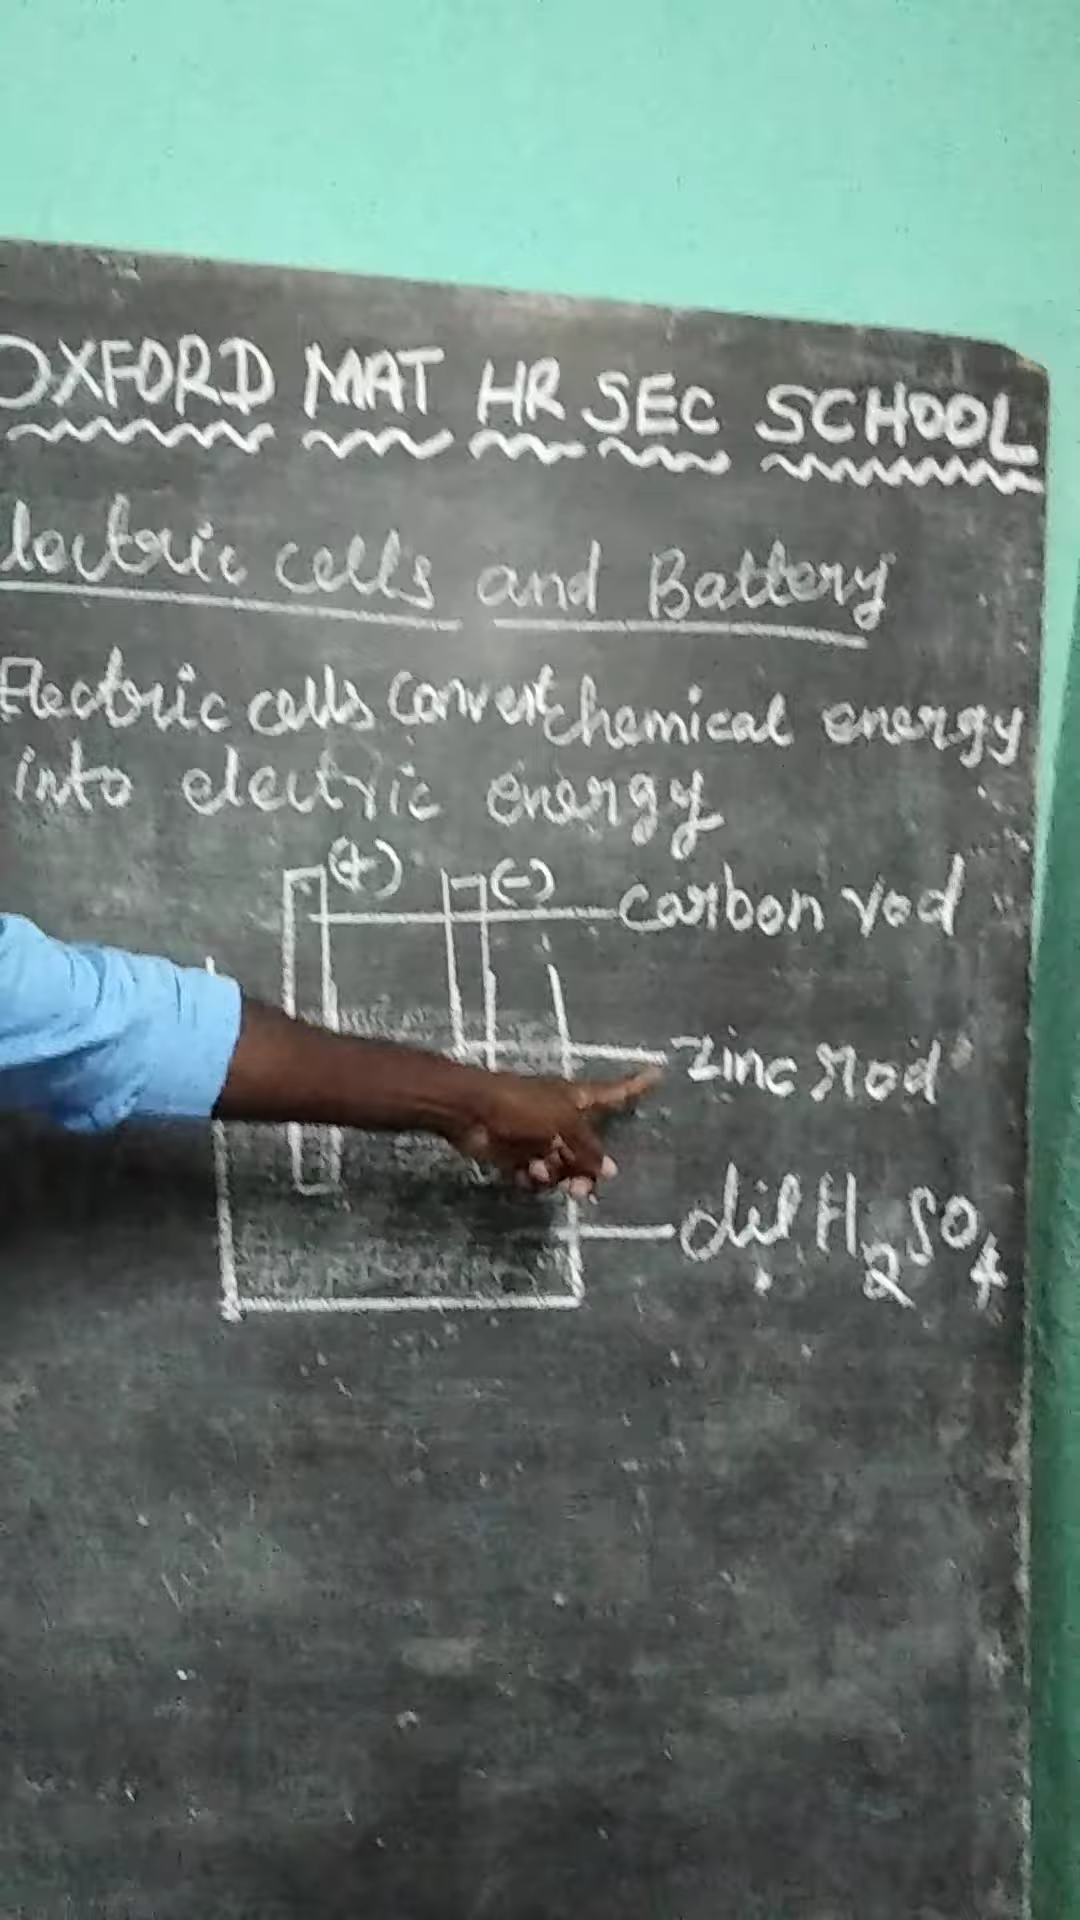 OXFORD MAT HR SEC SCHOOL
lectric cells and Battery
Electric cells convert chemical energy
into electric energy
(+) (-) carbon rod
zinc rod
dil H2SO4